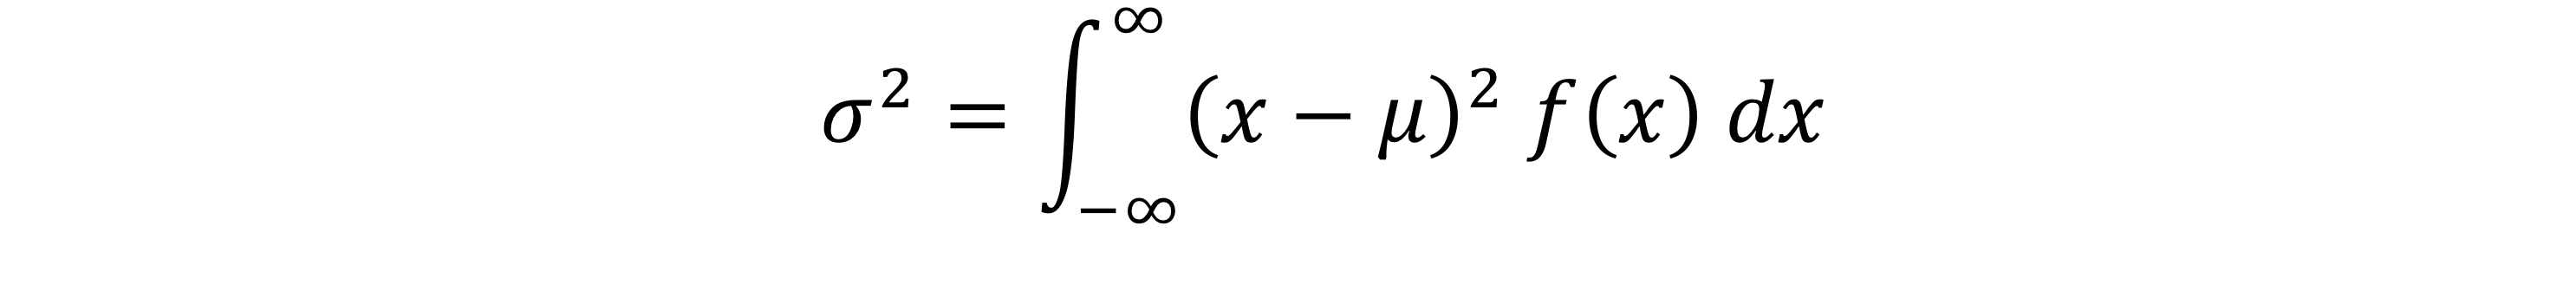 σ² = ∫_{-∞}^{∞} (x − μ)² f(x) dx